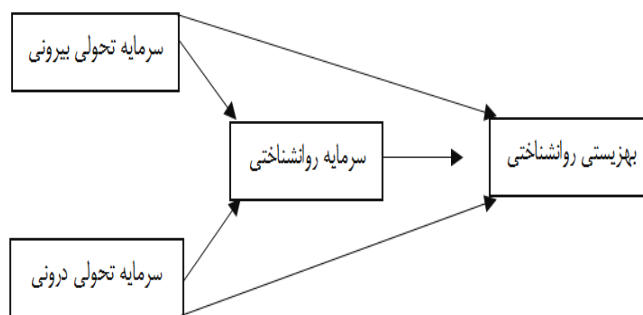 سرمایه تحولی بیرونی
سرمایه روانشناختی
بهزیستی روانشناختی
سرمایه تحولی درونی